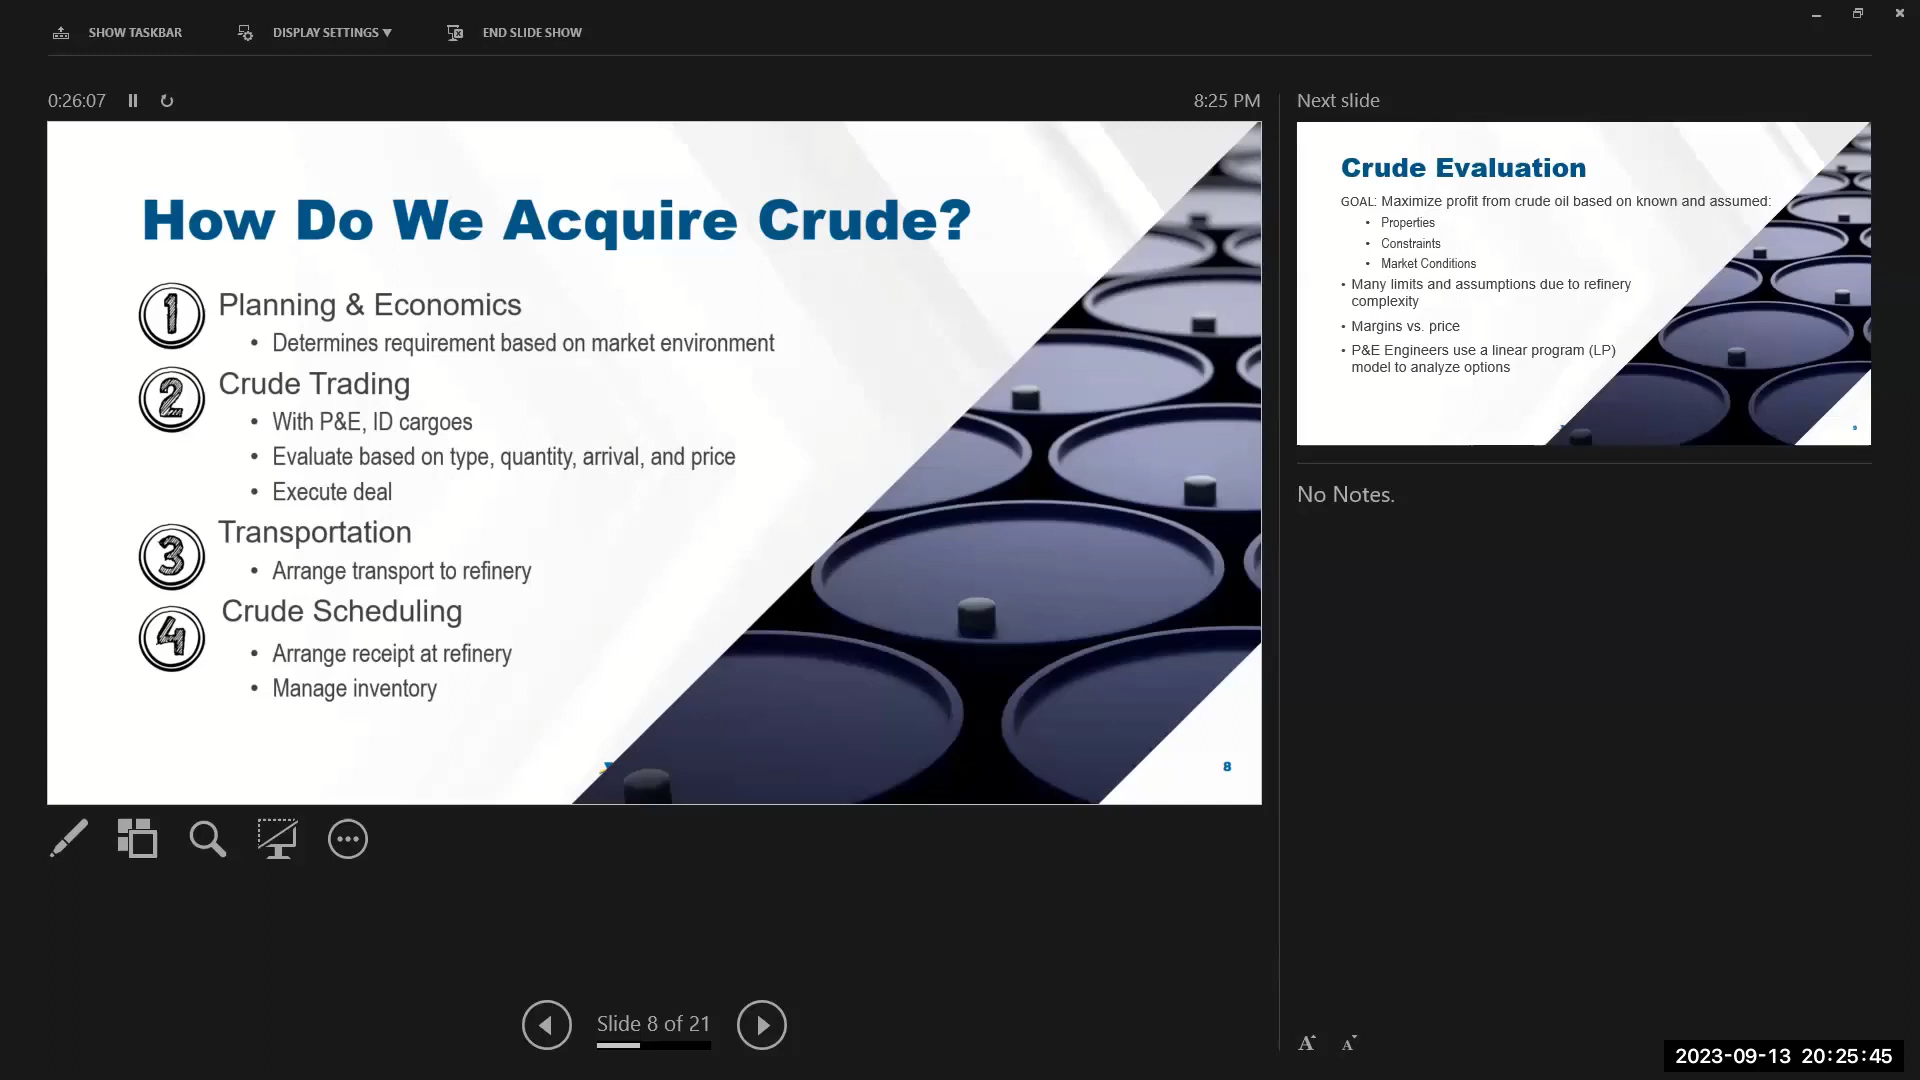 SHOW TASKBAR
DISPLAY SETTINGS ▼
END SLIDE SHOW
0:26:07
8:25 PM
How Do We Acquire Crude?
1 Planning & Economics
• Determines requirement based on market environment
2 Crude Trading
• With P&E, ID cargoes
• Evaluate based on type, quantity, arrival, and price
• Execute deal
3 Transportation
• Arrange transport to refinery
4 Crude Scheduling
• Arrange receipt at refinery
• Manage inventory
8
Next slide
Crude Evaluation
GOAL: Maximize profit from crude oil based on known and assumed:
• Properties
• Constraints
• Market Conditions
• Many limits and assumptions due to refinery
complexity
• Margins vs. price
• P&E Engineers use a linear program (LP)
model to analyze options
9
No Notes.
Slide 8 of 21
A A
2023-09-13 20:25:45